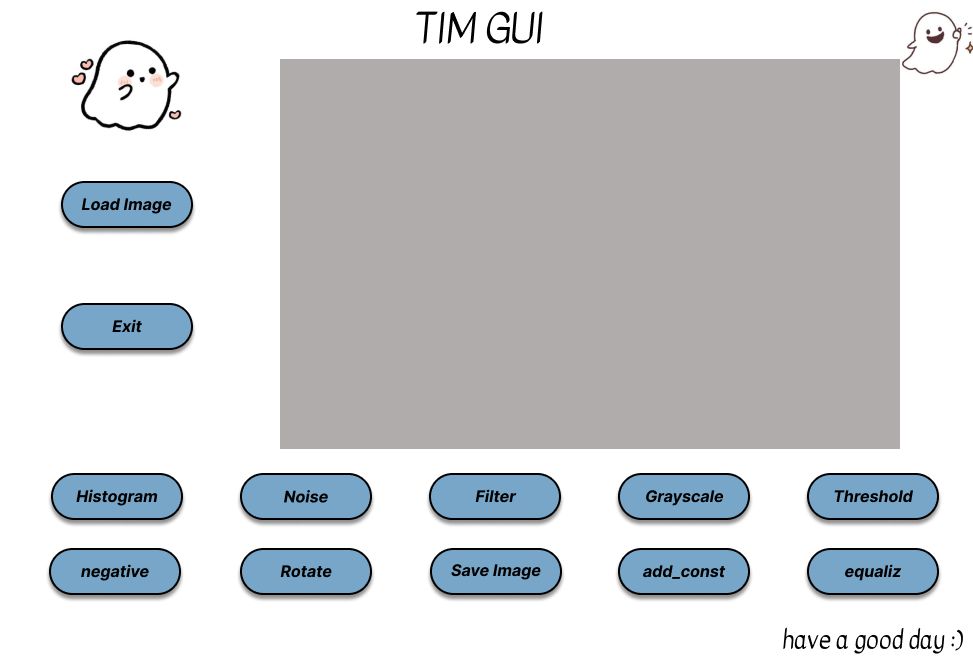 TIM GUI
Load Image
Exit
Histogram
Noise
Filter
Grayscale
Threshold
negative
Rotate
Save Image
add_const
equaliz
have a good day :)